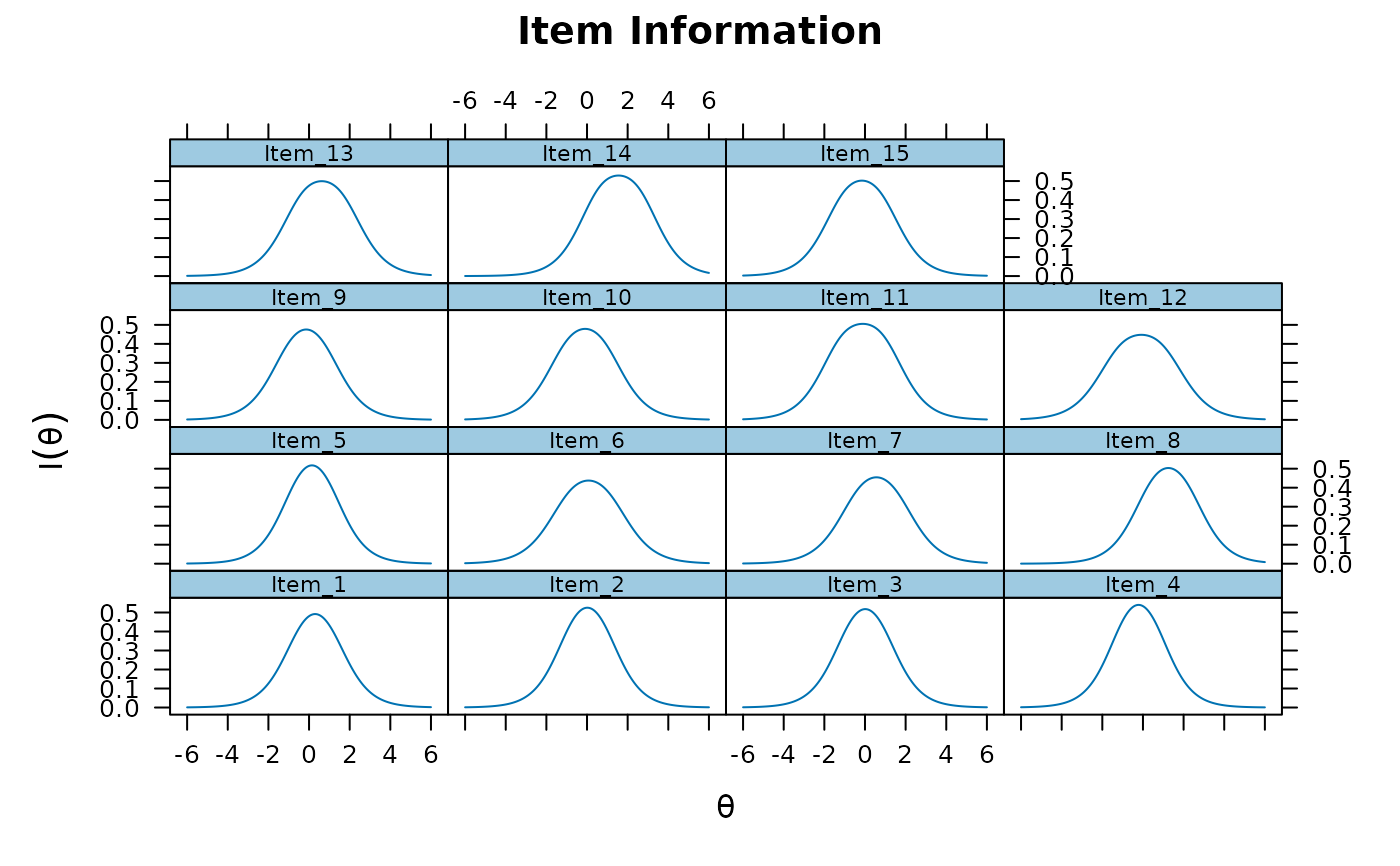 Item Information
-6 -4 -2 0 2 4 6
Item_13 Item_14 Item_15
0.5
0.4
0.3
0.2
0.1
0.0
Item_9 Item_10 Item_11 Item_12
0.5
0.4
0.3
0.2
0.1
0.0
I(θ)
Item_5 Item_6 Item_7 Item_8
0.5
0.4
0.3
0.2
0.1
0.0
Item_1 Item_2 Item_3 Item_4
0.5
0.4
0.3
0.2
0.1
0.0
-6 -4 -2 0 2 4 6 -6 -4 -2 0 2 4 6
θ